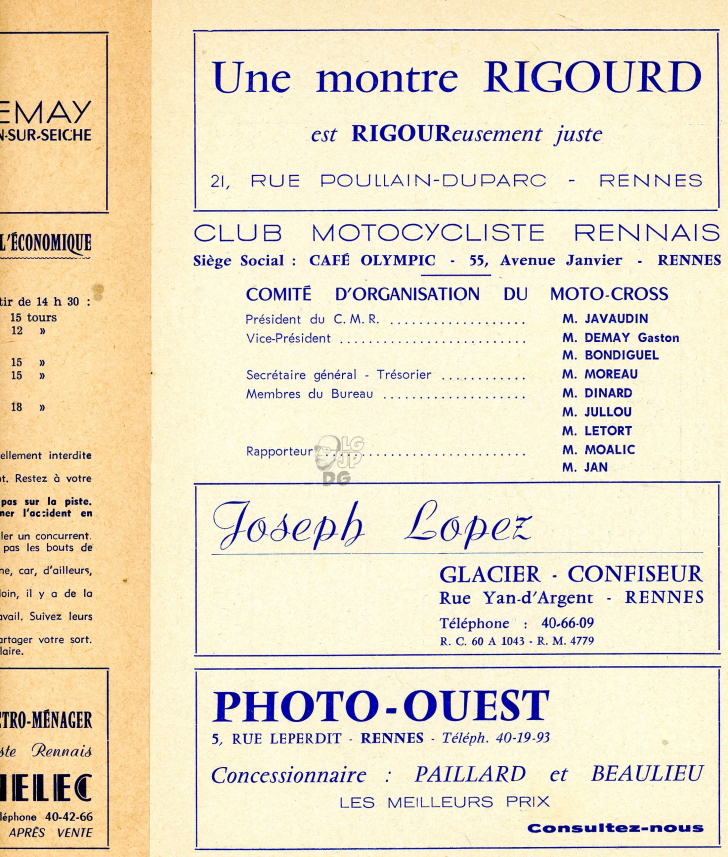 EMAY
N-SUR-SEICHE
L'ÉCONOMIQUE
tir de 14 h 30 :
15 tours
12 »
15 »
15 »
18 »
ellement interdite
t. Restez à votre
pas sur la piste.
ner l'accident en
ler un concurrent.
pas les bouts de
ne, car, d'ailleurs,
loin, il y a de la
avail. Suivez leurs
artager votre sort.
laire.
TRO-MÉNAGER
ste Rennais
ELEC
léphone 40-42-66
APRÈS VENTE
Une montre RIGOURD
est RIGOUReusement juste
21, RUE POULLAIN-DUPARC - RENNES
CLUB MOTOCYCLISTE RENNAIS
Siège Social : CAFÉ OLYMPIC - 55, Avenue Janvier - RENNES
COMITÉ D'ORGANISATION DU MOTO-CROSS
Président du C. M. R. .................... M. JAVAUDIN
Vice-Président ........................... M. DEMAY Gaston
M. BONDIGUEL
Secrétaire général - Trésorier ............ M. MOREAU
Membres du Bureau ..................... M. DINARD
M. JULLOU
M. LETORT
Rapporteur .............................. M. MOALIC
M. JAN
LG
JP
DG
Joseph Lopez
GLACIER - CONFISEUR
Rue Yan-d'Argent - RENNES
Téléphone : 40-66-09
R. C. 60 A 1043 - R. M. 4779
PHOTO-OUEST
5, RUE LEPERDIT - RENNES - Téléph. 40-19-93
Concessionnaire : PAILLARD et BEAULIEU
LES MEILLEURS PRIX
Consultez-nous